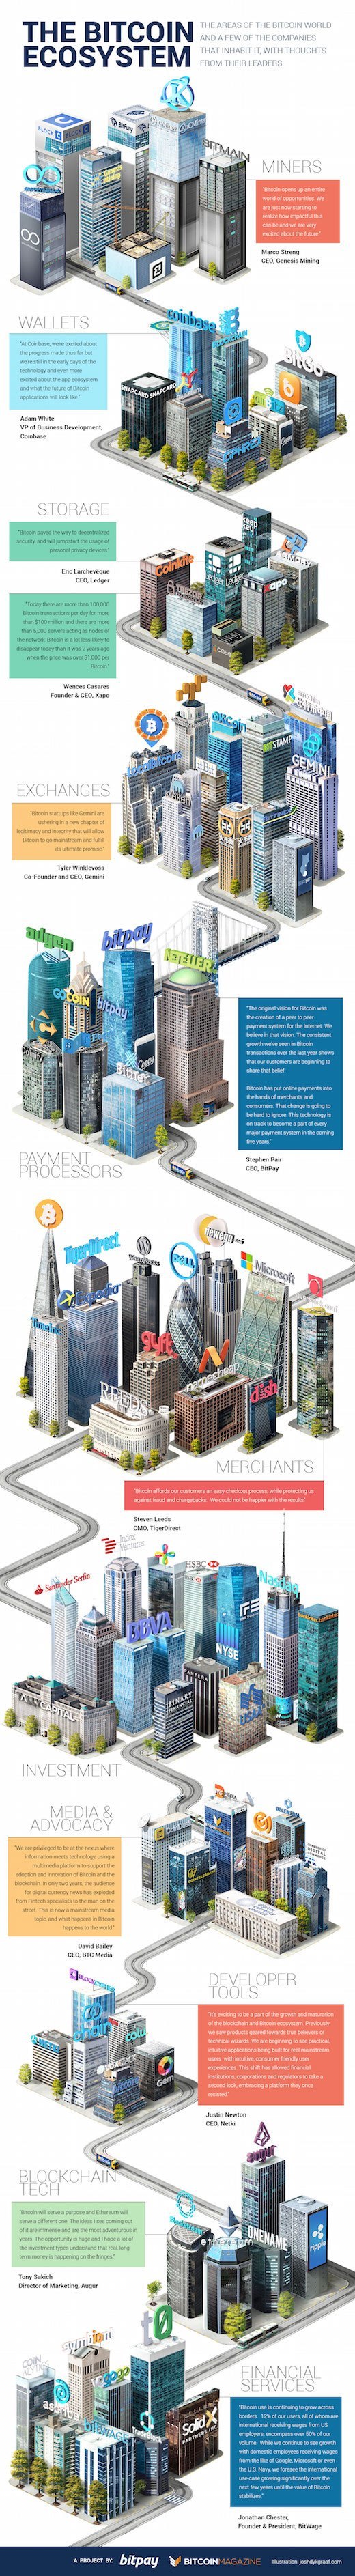 THE BITCOIN
ECOSYSTEM
THE AREAS OF THE BITCOIN WORLD
AND A FEW OF THE COMPANIES
THAT INHABIT IT, WITH THOUGHTS
FROM THEIR LEADERS.
BLOCK C
Bitfury
BITMAIN
MINERS
"Bitcoin opens up an entire
world of opportunities. We
are just now starting to
realize how impactful this
can be and we are very
excited about the future."
Marco Streng
CEO, Genesis Mining
WALLETS
"At Coinbase, we're excited about
the progress made thus far but
we're still in the early days of the
technology and even more
excited about the app ecosystem
and what the future of Bitcoin
applications will look like."
Adam White
VP of Business Development,
Coinbase
coinbase
BitGo
SNAPCARD SNAPCARD
STORAGE
"Bitcoin paved the way to decentralized
security, and will jumpstart the usage of
personal privacy devices."
Eric Larchevêque
CEO, Ledger
"Today there are more than 100,000
Bitcoin transactions per day for more
than $100 million and there are more
than 5,000 servers acting as nodes of
the network. Bitcoin is a lot less likely to
disappear today than it was 2 years ago
when the price was over $1,000 per
Bitcoin."
Wences Casares
Founder & CEO, Xapo
Coinkite
Keep
Key
Ledger
xapo
CASE
EXCHANGES
"Bitcoin startups like Gemini are
ushering in a new chapter of
legitimacy and integrity that will allow
Bitcoin to go mainstream and fulfill
its ultimate promise."
Tyler Winklevoss
Co-Founder and CEO, Gemini
OKCoin
BITSTAMP
GEMINI
itBit
kraken
adyen
bitpay
NETELLER
GOCOIN
bitpay
BitNet
"The original vision for Bitcoin was
the creation of a peer to peer
payment system for the Internet. We
believe in that vision. The consistent
growth we've seen in Bitcoin
transactions over the last year shows
that our customers are beginning to
share that belief.
Bitcoin has put online payments into
the hands of merchants and
consumers. That change is going to
be hard to ignore. This technology is
on track to become a part of every
major payment system in the coming
five years."
Stephen Pair
CEO, BitPay
PAYMENT
PROCESSORS
TigerDirect
DELL
newegg
Microsoft
Expedia
Time Inc.
gyft
REEDS
namecheap
dish
MERCHANTS
"Bitcoin affords our customers an easy checkout process, while protecting us
against fraud and chargebacks. We could not be happier with the results"
Steven Leeds
CMO, TigerDirect
Index
Ventures
Santander Serfin
HSBC
Nasdaq
BBVA
NYSE
PANTERA
BINARY
FINANCIAL
CAPITAL
INVESTMENT
MEDIA &
ADVOCACY
"We are privileged to be at the nexus where
information meets technology, using a
multimedia platform to support the
adoption and innovation of Bitcoin and the
blockchain. In only two years, the audience
for digital currency news has exploded
from Fintech specialists to the man on the
street. This is now a mainstream media
topic, and what happens in Bitcoin
happens to the world."
David Bailey
CEO, BTC Media
DEVELOPER
TOOLS
"It's exciting to be a part of the growth and maturation
of the blockchain and Bitcoin ecosystem. Previously
we see products geared towards true believers or
technical wizards. We are beginning to see practical,
intuitive applications being built for real mainstream
users with intuitive, consumer friendly user
experiences. This shift has allowed financial
institutions, corporations and regulators to take a
second look, embracing a platform they once
resisted."
Justin Newton
CEO, Netki
BLOCKCYPHER
colu
Gem
BLOCKCHAIN
TECH
"Bitcoin will serve a purpose and Ethereum will
serve a different one. The ideas I see coming out
of it are immense and are the most adventurous in
years. The opportunity is huge and I hope a lot of
the investment types understand that real, long
term money is happening on the fringes."
Tony Sakich
Director of Marketing, Augur
augur
ONENAME
ripple
t0
FINANCIAL
SERVICES
"Bitcoin use is continuing to grow across
borders. 12% of our users, all of whom are
international receiving wages from US
employers, encompass over 50% of our
volume. While we continue to see growth
with domestic employees receiving wages
from the like of Google, Microsoft or even
the U.S. Navy, we foresee the international
use-case growing significantly over the
next few years until the value of Bitcoin
stabilizes."
Jonathan Chester,
Founder & President, BitWage
BITWAGE
SolidX
A PROJECT BY:
bitpay
BITCOINMAGAZINE
Illustration: joshdykgraaf.com